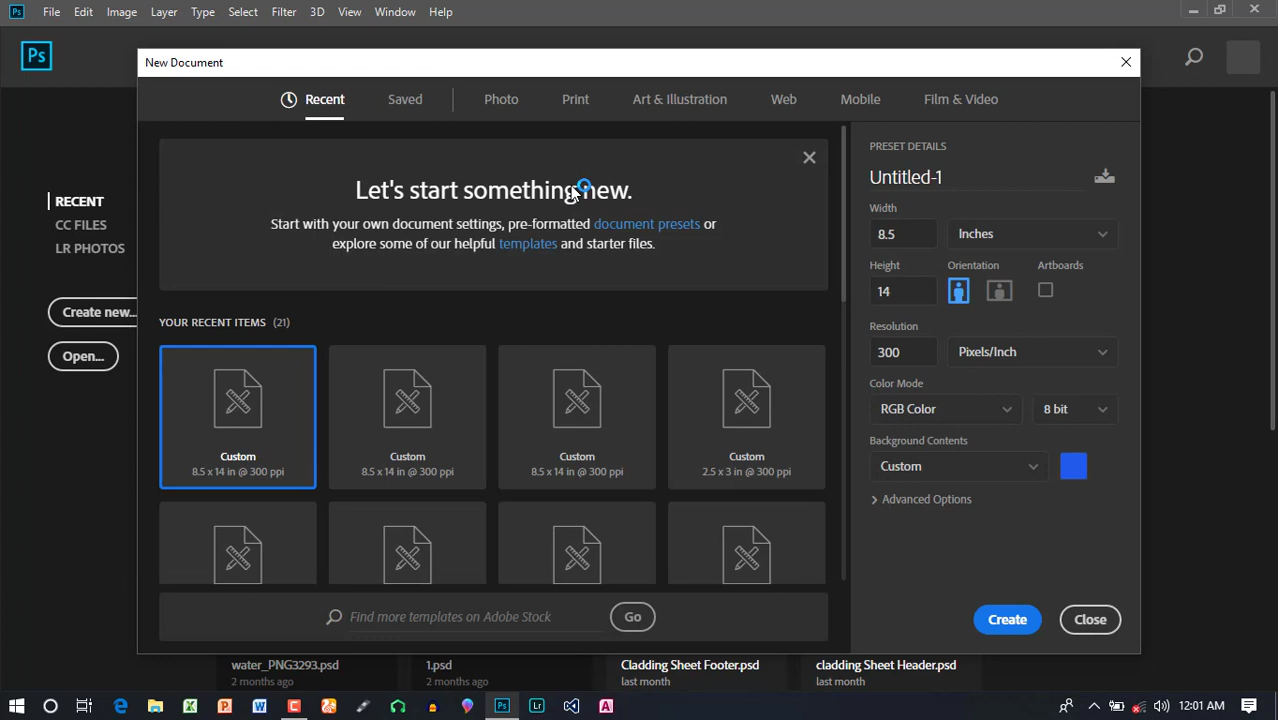 Ps File Edit Image Layer Type Select Filter 3D View Window Help
Ps
New Document
Recent Saved Photo Print Art & Illustration Web Mobile Film & Video
RECENT
CC FILES
LR PHOTOS
Create new...
Open...
Let's start something new.
Start with your own document settings, pre-formatted document presets or
explore some of our helpful templates and starter files.
YOUR RECENT ITEMS (21)
Custom
8.5 x 14 in @ 300 ppi
Custom
8.5 x 14 in @ 300 ppi
Custom
8.5 x 14 in @ 300 ppi
Custom
2.5 x 3 in @ 300 ppi
Find more templates on Adobe Stock Go
PRESET DETAILS
Untitled-1
Width
8.5 Inches
Height Orientation Artboards
14
Resolution
300 Pixels/Inch
Color Mode
RGB Color 8 bit
Background Contents
Custom
Advanced Options
Create Close
water_PNG3293.psd
2 months ago
1.psd
2 months ago
Cladding Sheet Footer.psd
last month
cladding Sheet Header.psd
last month
Ps Lr 12:01 AM